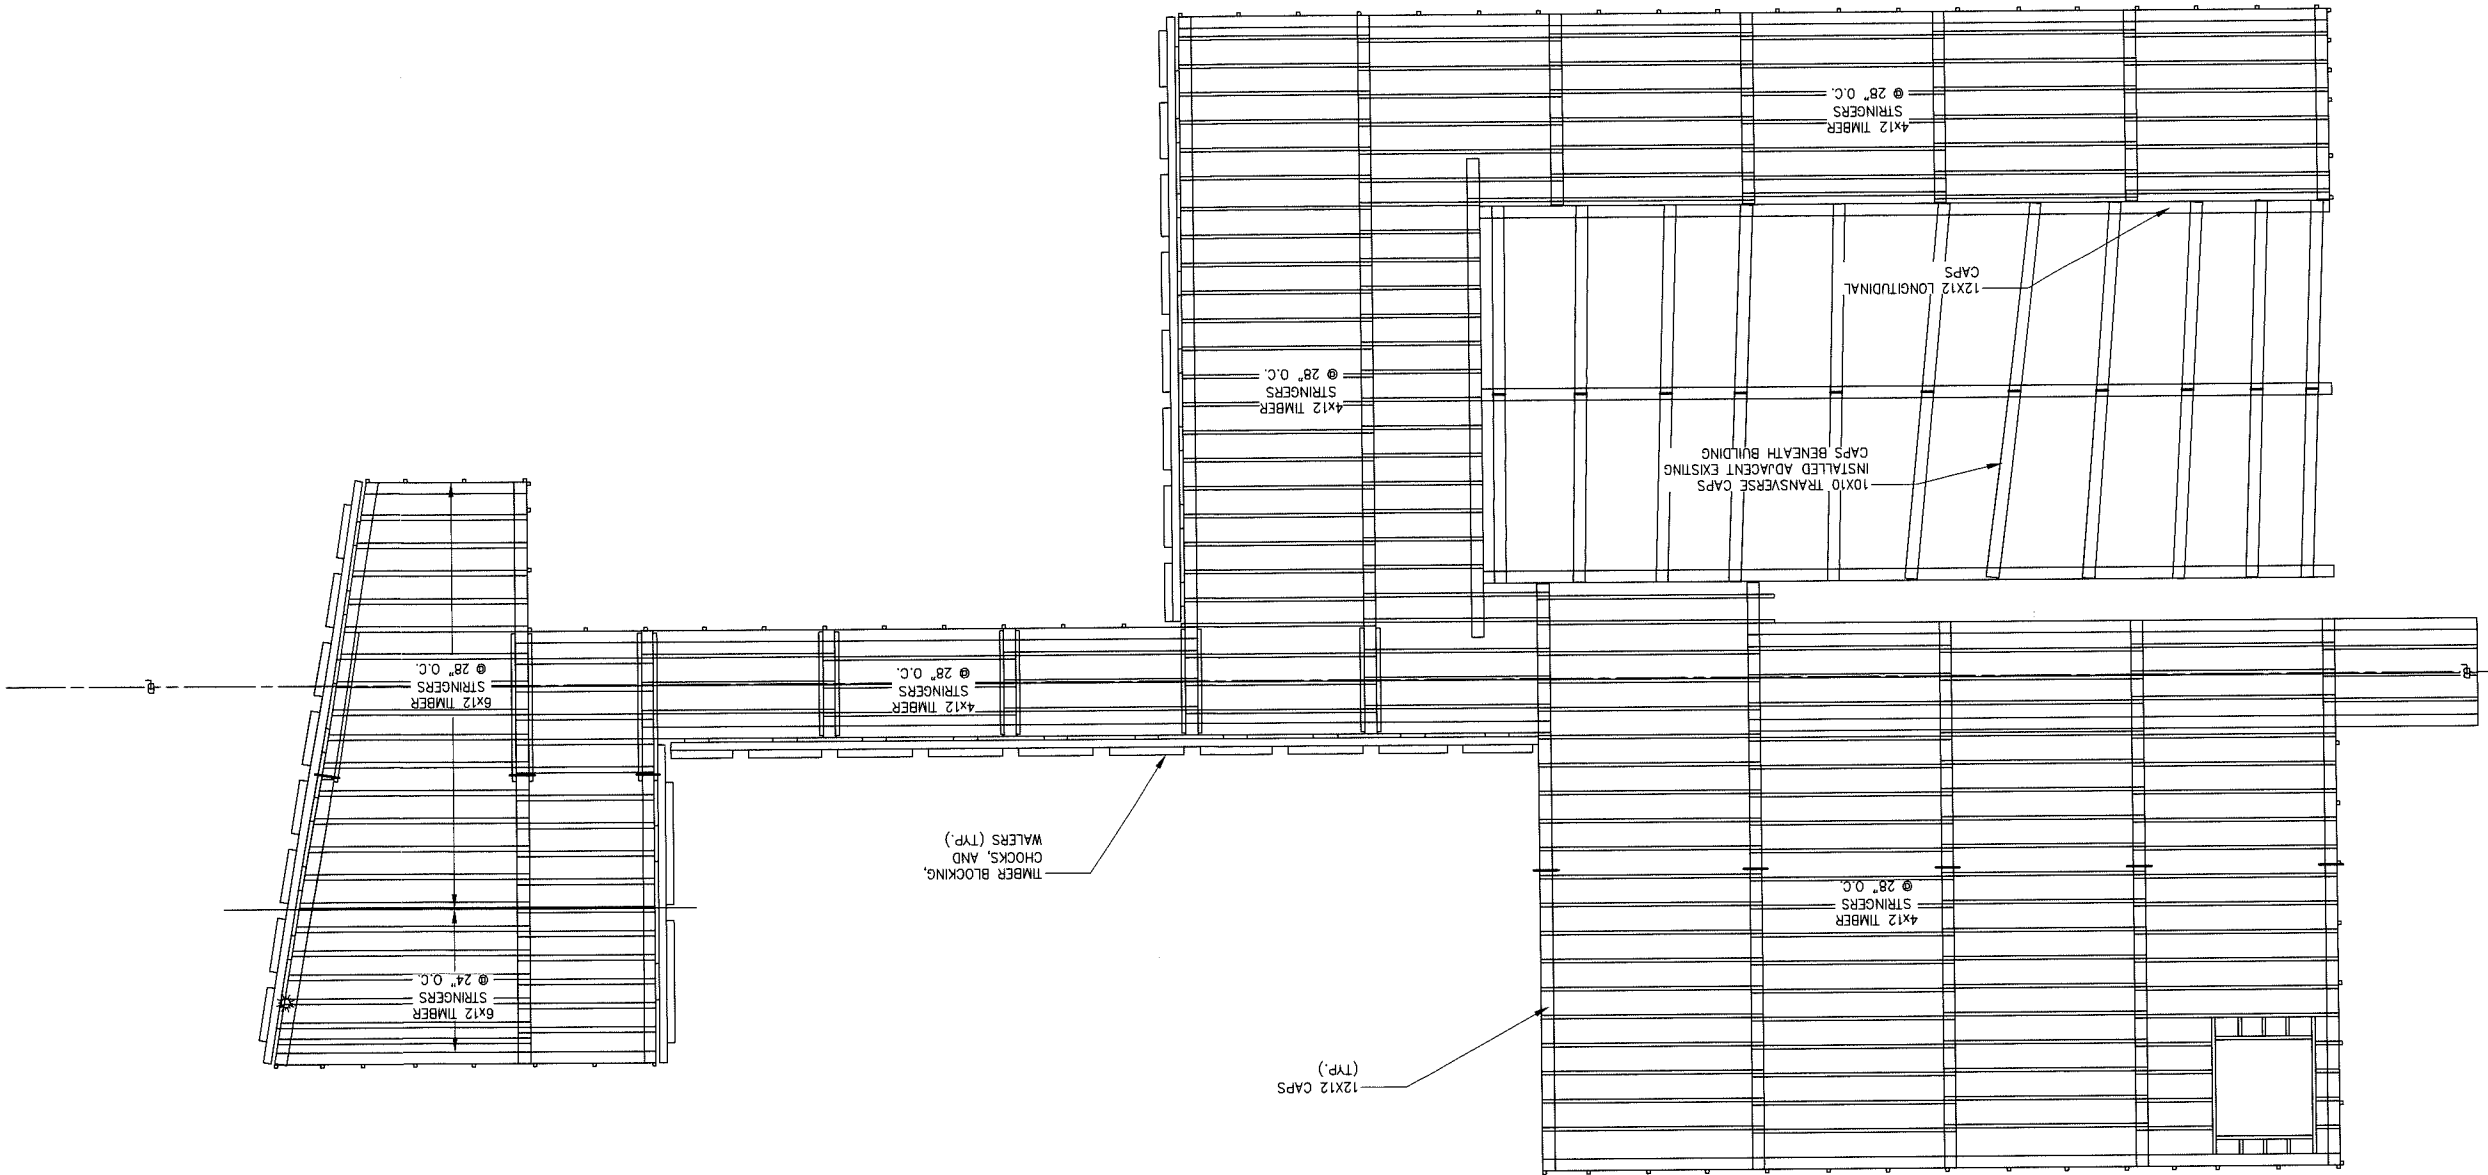 12X12 CAPS
(TYP.)
6x12 TIMBER
STRINGERS
@ 24" O.C.
4x12 TIMBER
STRINGERS
@ 28" O.C.
TIMBER BLOCKING,
CHOCKS, AND
WALERS (TYP.)
4x12 TIMBER
STRINGERS
@ 28" O.C.
6x12 TIMBER
STRINGERS
@ 28" O.C.
10X10 TRANSVERSE CAPS
INSTALLED ADJACENT EXISTING
CAPS BENEATH BUILDING
4x12 TIMBER
STRINGERS
@ 28" O.C.
12X12 LONGITUDINAL
CAPS
4x12 TIMBER
STRINGERS
@ 28" O.C.